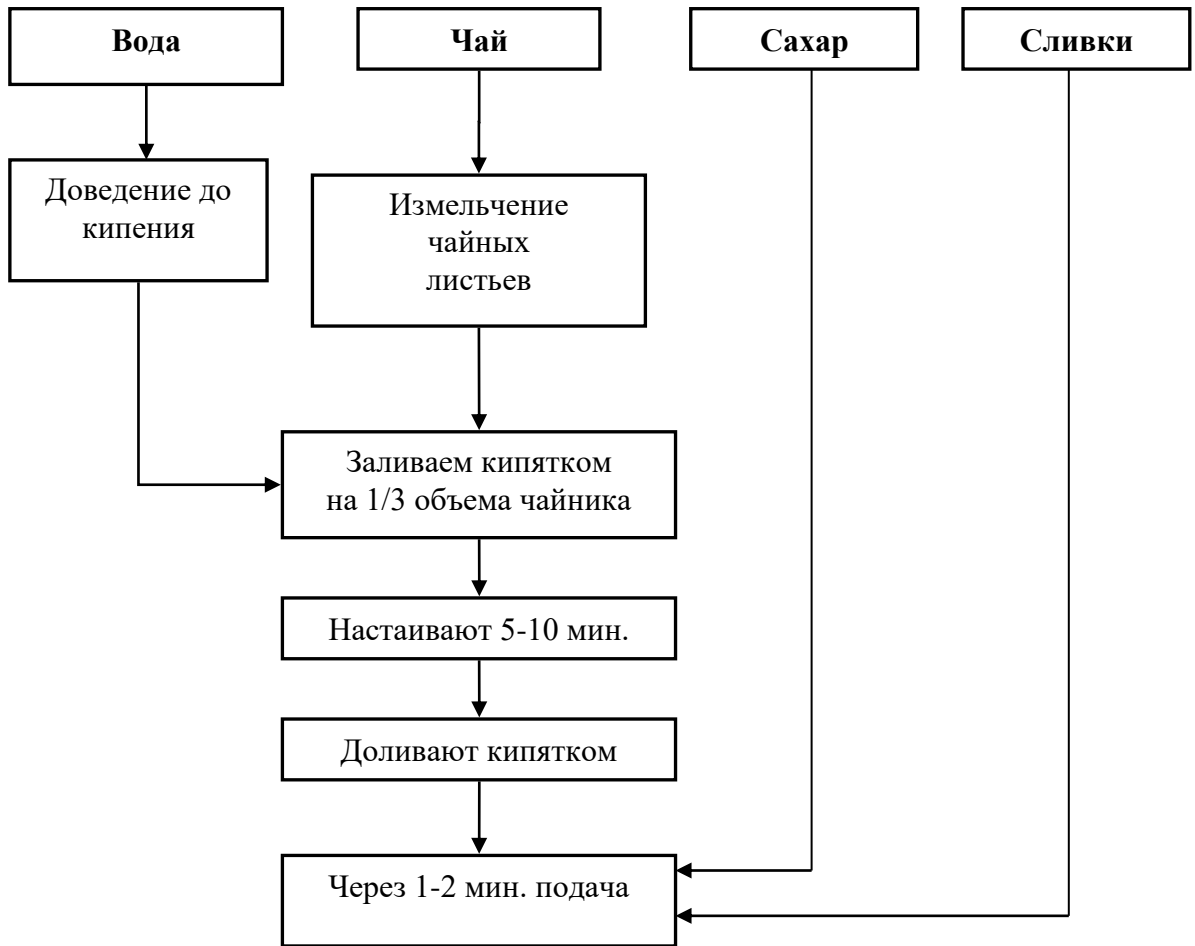 Вода
Чай
Сахар
Сливки
Доведение до
кипения
Измельчение
чайных
листьев
Заливаем кипятком
на 1/3 объема чайника
Настаивают 5-10 мин.
Доливают кипятком
Через 1-2 мин. подача